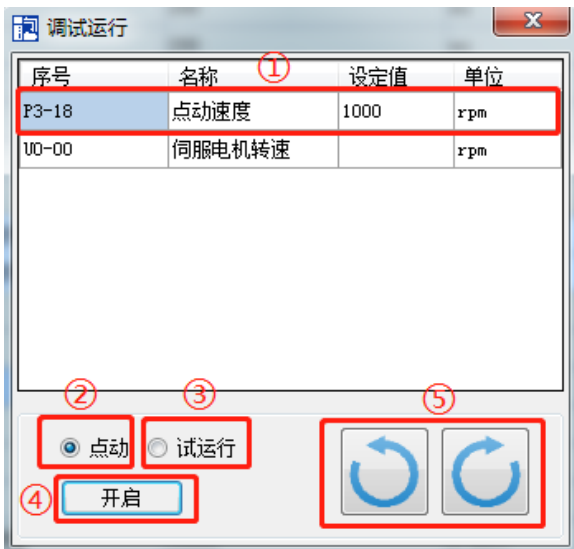 调试运行
序号 名称 ① 设定值 单位
P3-18 点动速度 1000 rpm
U0-00 伺服电机转速 rpm
② ③ ⑤
点动 试运行
④ 开启